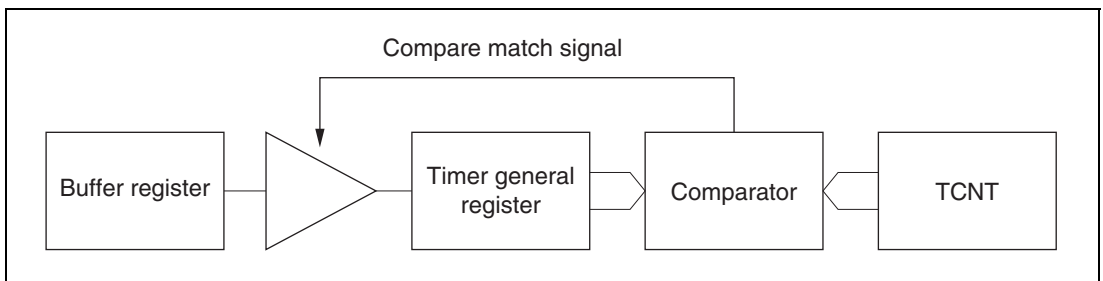 Compare match signal
Buffer register
Timer general
register
Comparator
TCNT